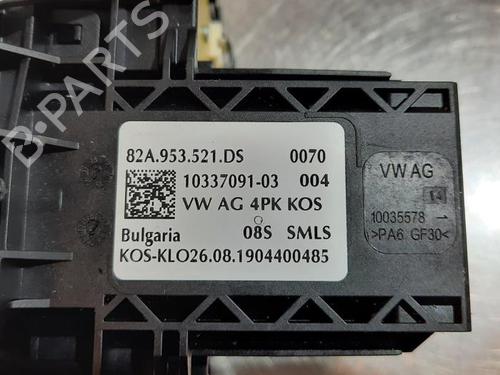 B-PARTS
82A.953.521.DS 0070
10337091-03 004
VW AG 4PK KOS
Bulgaria 08S SMLS
KOS-KLO26.08.1904400485
VW AG
14
10035578 →
>PA6 GF30<